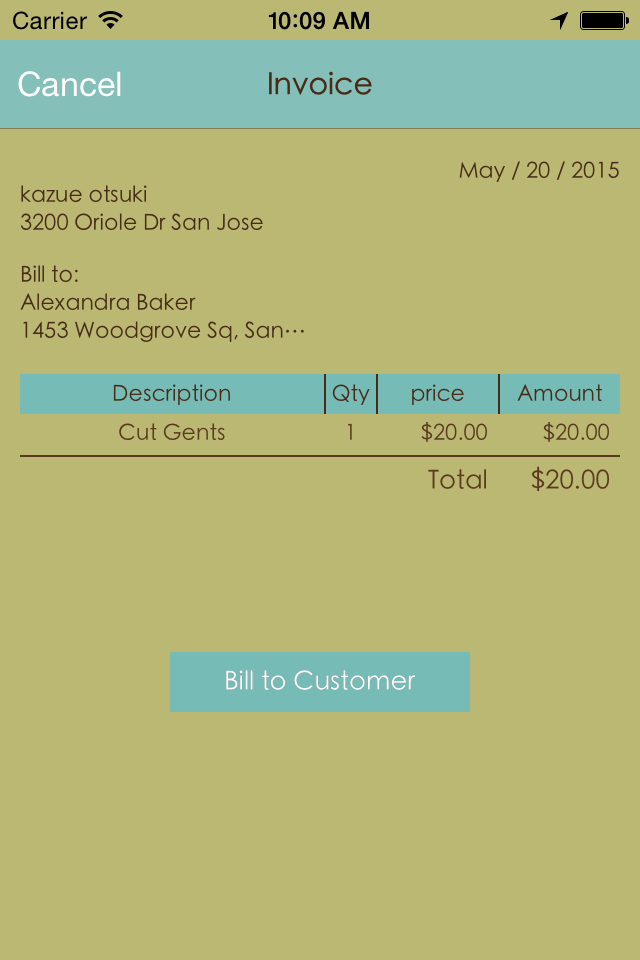 Carrier 10:09 AM
Cancel Invoice
May / 20 / 2015
kazue otsuki
3200 Oriole Dr San Jose
Bill to:
Alexandra Baker
1453 Woodgrove Sq, San⋯
Description Qty price Amount
Cut Gents 1 $20.00 $20.00
Total $20.00
Bill to Customer